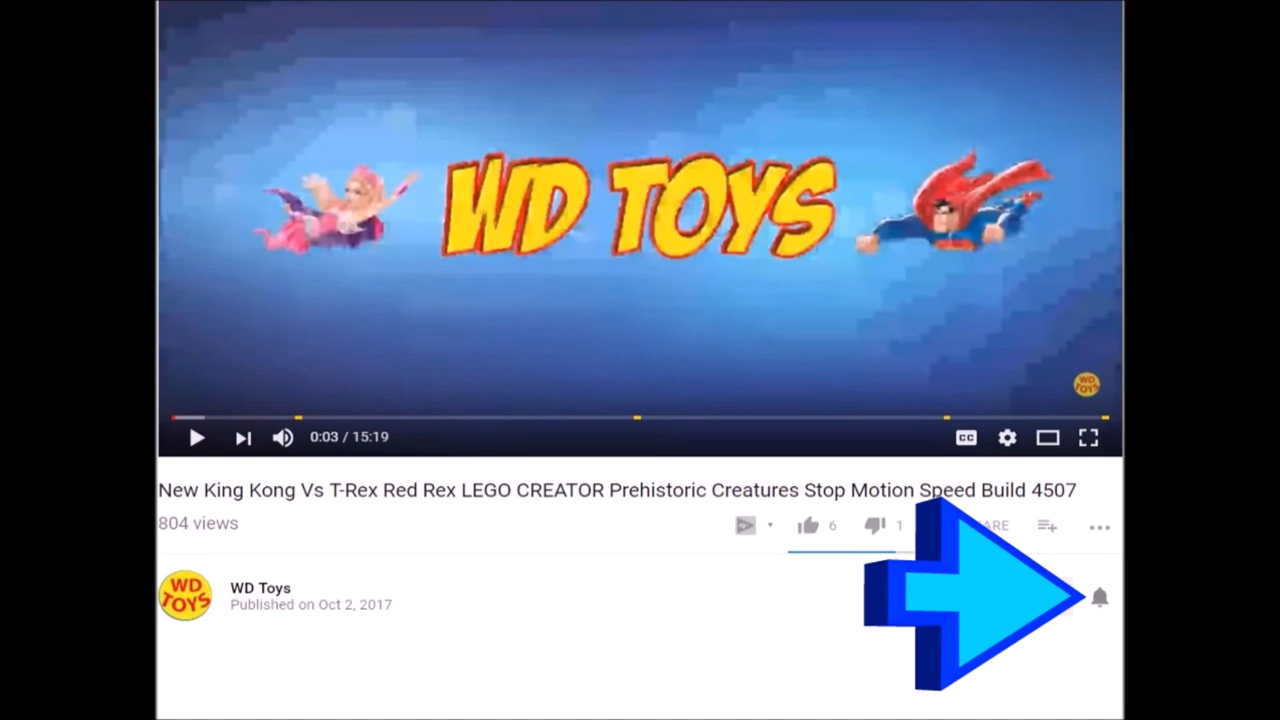 WD TOYS
WD
TOYS
0:03 / 15:19
CC
New King Kong Vs T-Rex Red Rex LEGO CREATOR Prehistoric Creatures Stop Motion Speed Build 4507
804 views
6
1
ARE
WD
TOYS
WD Toys
Published on Oct 2, 2017